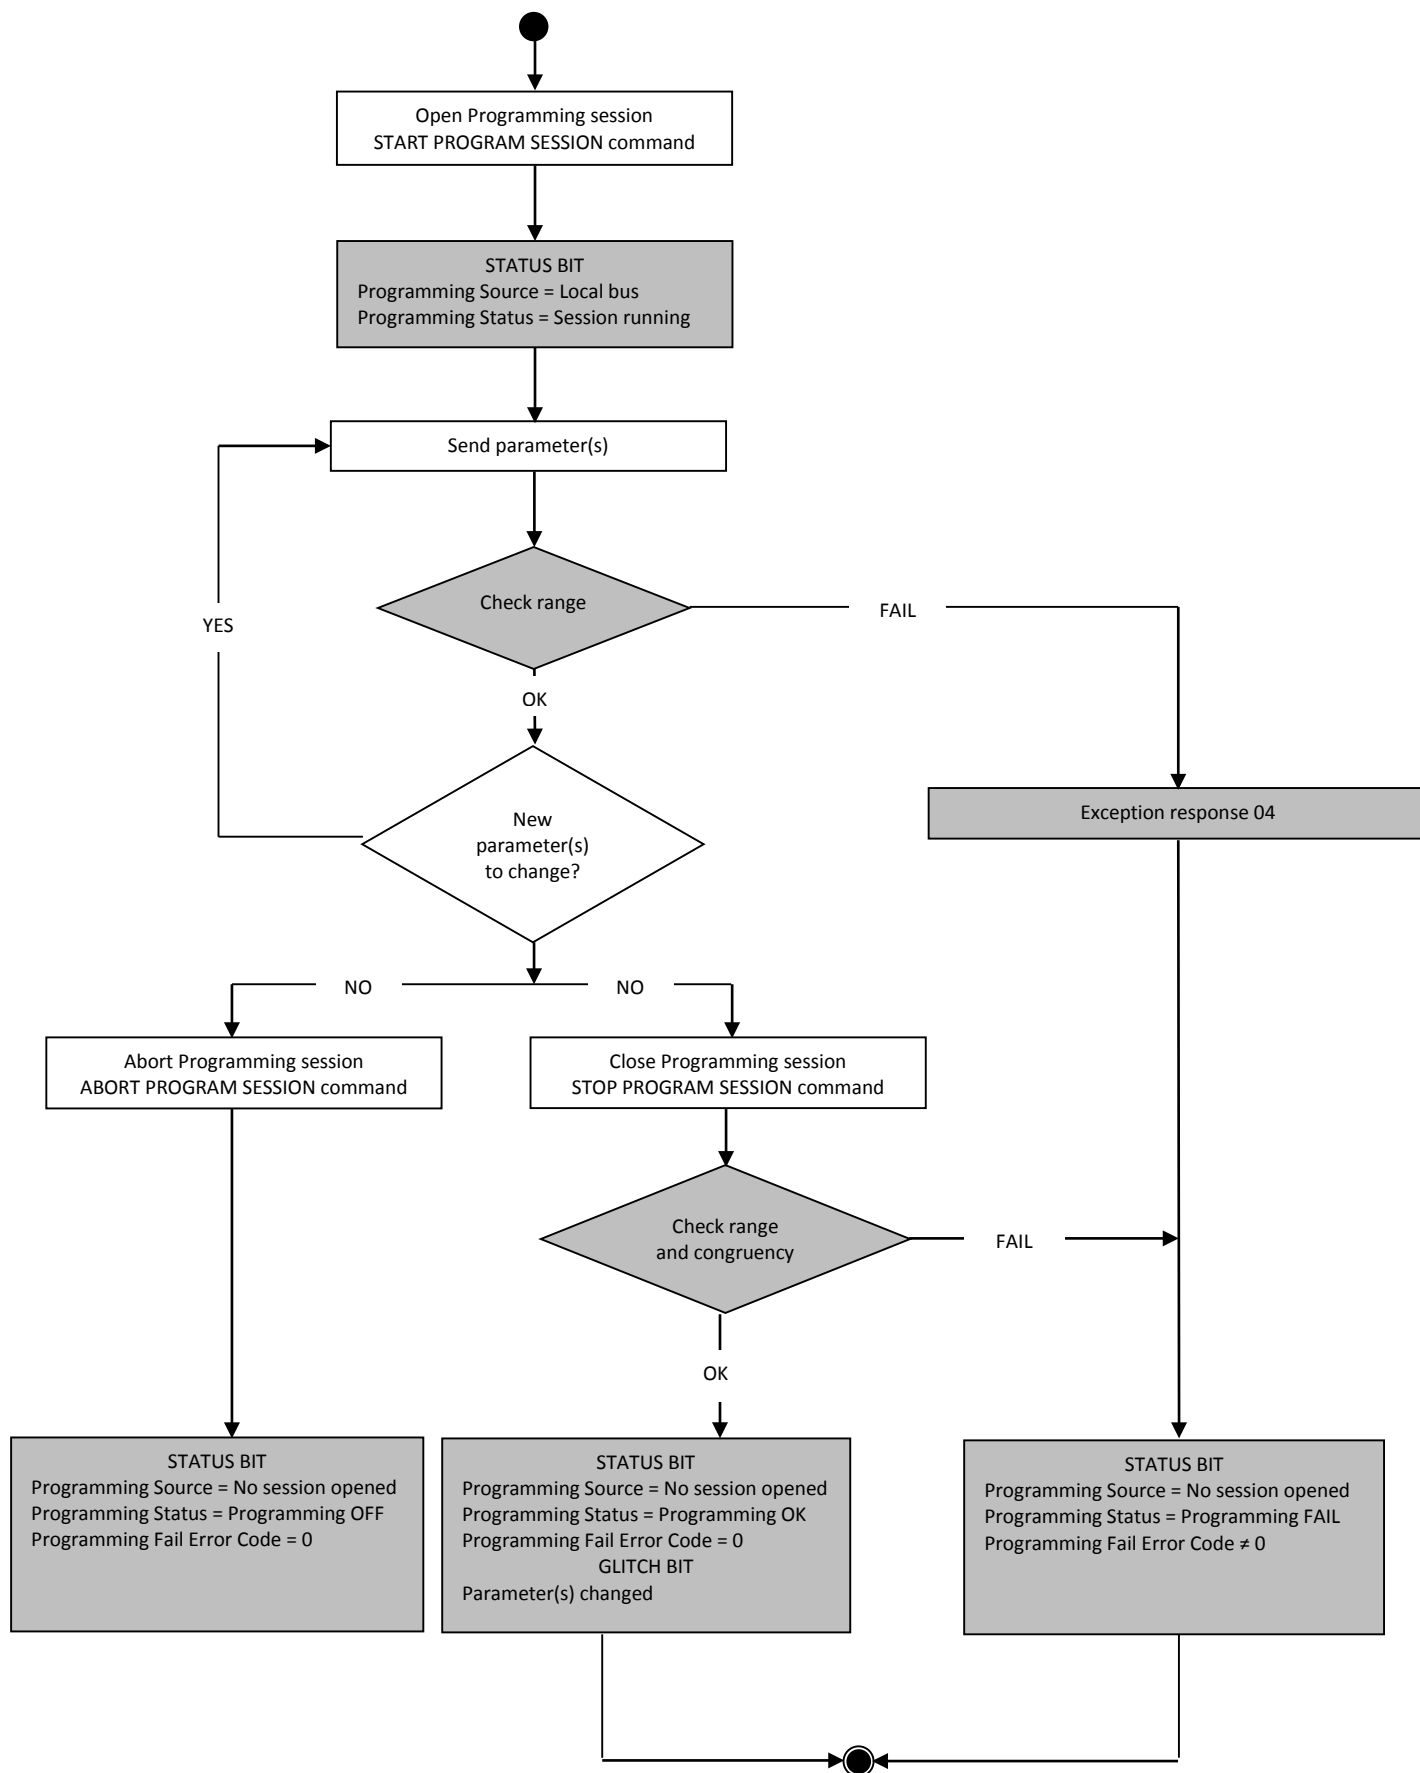 Open Programming session
START PROGRAM SESSION command
STATUS BIT
Programming Source = Local bus
Programming Status = Session running
Send parameter(s)
Check range
FAIL
YES
OK
New
parameter(s)
to change?
Exception response 04
NO
NO
Abort Programming session
ABORT PROGRAM SESSION command
Close Programming session
STOP PROGRAM SESSION command
Check range
and congruency
FAIL
OK
STATUS BIT
Programming Source = No session opened
Programming Status = Programming OFF
Programming Fail Error Code = 0
STATUS BIT
Programming Source = No session opened
Programming Status = Programming OK
Programming Fail Error Code = 0
GLITCH BIT
Parameter(s) changed
STATUS BIT
Programming Source = No session opened
Programming Status = Programming FAIL
Programming Fail Error Code ≠ 0